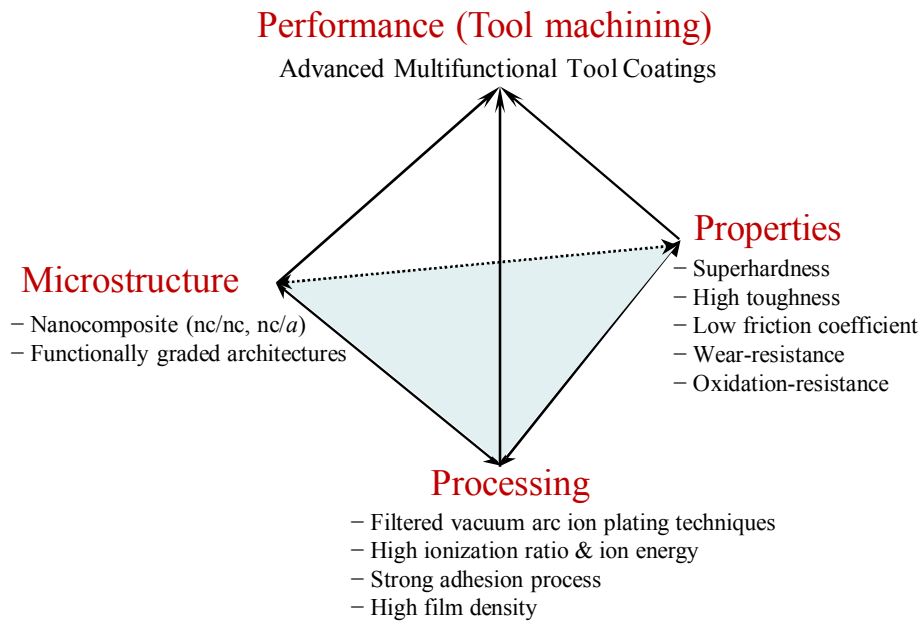 Performance (Tool machining)
Advanced Multifunctional Tool Coatings
Properties
− Superhardness
− High toughness
− Low friction coefficient
− Wear-resistance
− Oxidation-resistance
Microstructure
− Nanocomposite (nc/nc, nc/a)
− Functionally graded architectures
Processing
− Filtered vacuum arc ion plating techniques
− High ionization ratio & ion energy
− Strong adhesion process
− High film density